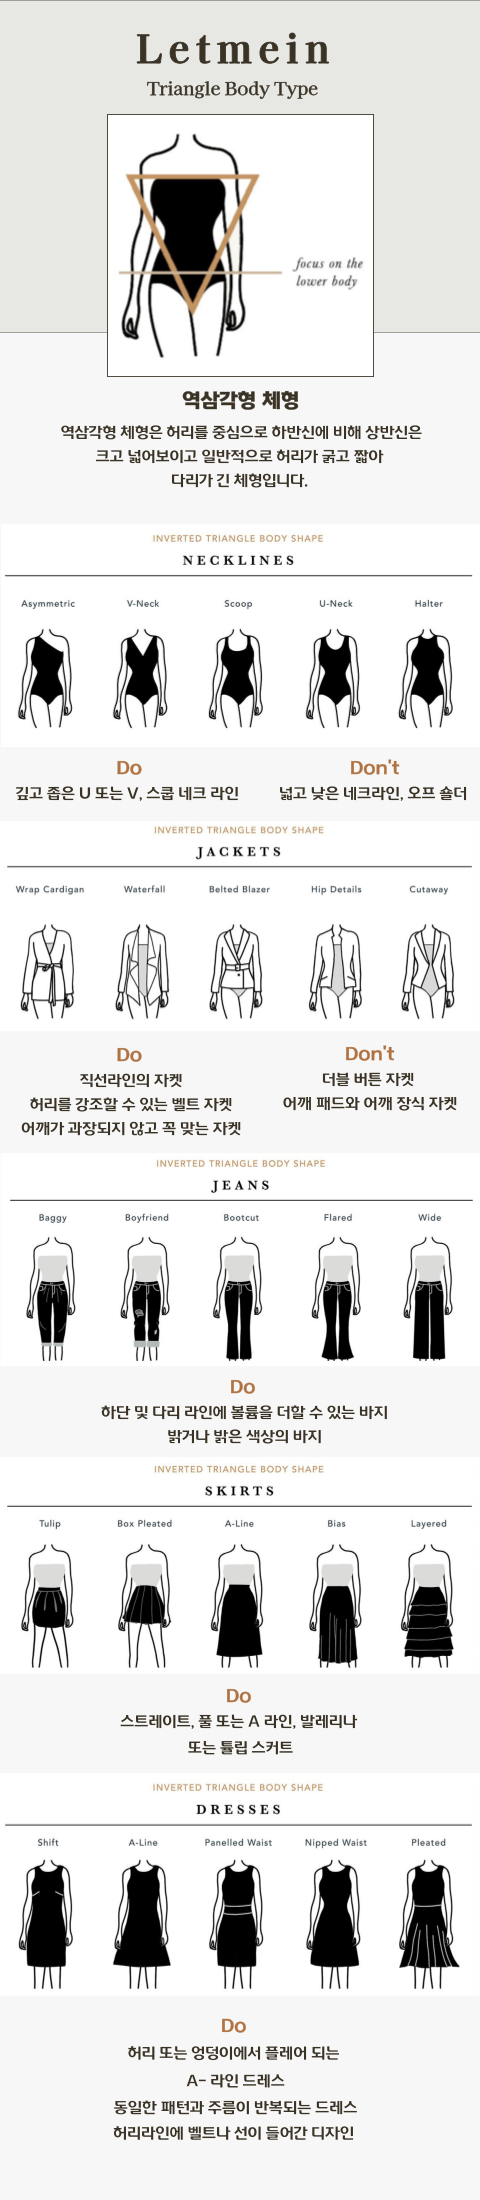 Letmein
Triangle Body Type
focus on the
lower body
역삼각형 체형
역삼각형 체형은 허리를 중심으로 하반신에 비해 상반신은
크고 넓어보이고 일반적으로 허리가 굵고 짧아
다리가 긴 체형입니다.
INVERTED TRIANGLE BODY SHAPE
NECKLINES
Asymmetric V-Neck Scoop U-Neck Halter
Do Don't
깊고 좁은 U 또는 V, 스쿱 네크 라인 넓고 낮은 네크라인, 오프 숄더
INVERTED TRIANGLE BODY SHAPE
JACKETS
Wrap Cardigan Waterfall Belted Blazer Hip Details Cutaway
Do
직선라인의 자켓
허리를 강조할 수 있는 벨트 자켓
어깨가 과장되지 않고 꼭 맞는 자켓
Don't
더블 버튼 자켓
어깨 패드와 어깨 장식 자켓
INVERTED TRIANGLE BODY SHAPE
JEANS
Baggy Boyfriend Bootcut Flared Wide
Do
하단 및 다리 라인에 볼륨을 더할 수 있는 바지
밝거나 밝은 색상의 바지
INVERTED TRIANGLE BODY SHAPE
SKIRTS
Tulip Box Pleated A-Line Bias Layered
Do
스트레이트, 풀 또는 A 라인, 발레리나
또는 튤립 스커트
INVERTED TRIANGLE BODY SHAPE
DRESSES
Shift A-Line Panelled Waist Nipped Waist Pleated
Do
허리 또는 엉덩이에서 플레어 되는
A- 라인 드레스
동일한 패턴과 주름이 반복되는 드레스
허리라인에 벨트나 선이 들어간 디자인